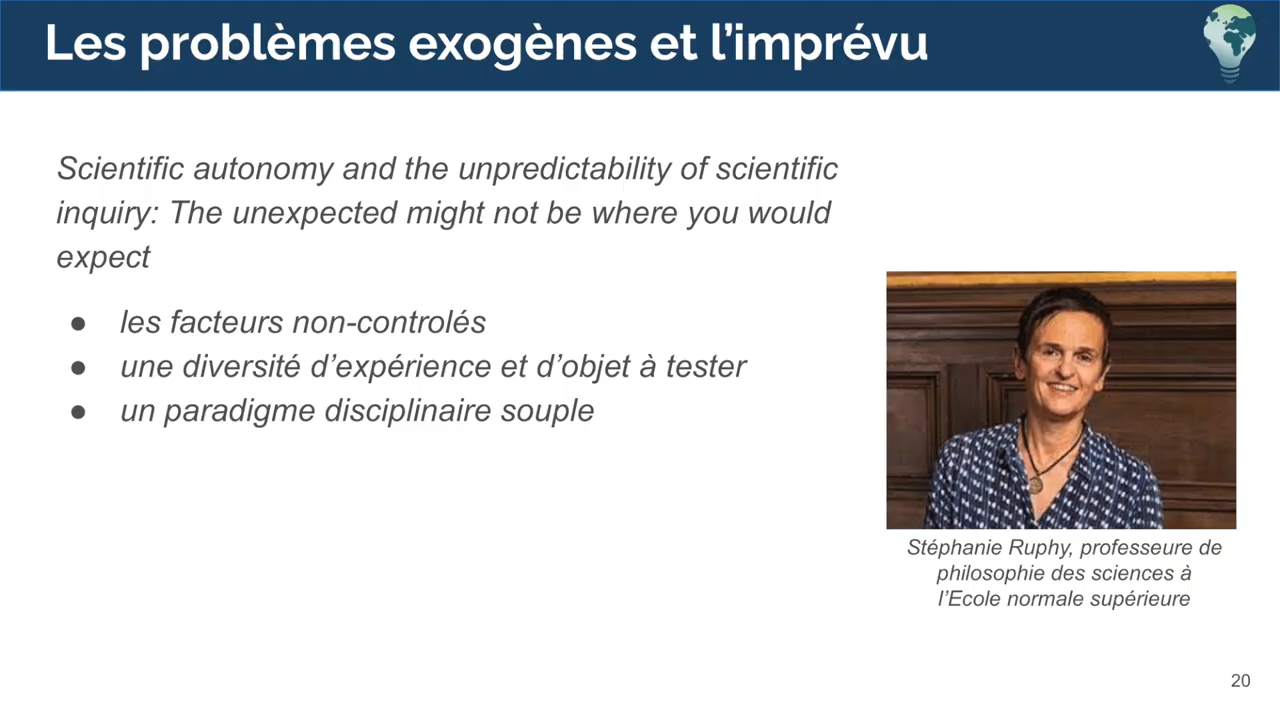 Les problèmes exogènes et l’imprévu
Scientific autonomy and the unpredictability of scientific
inquiry: The unexpected might not be where you would
expect
● les facteurs non-controlés
● une diversité d’expérience et d’objet à tester
● un paradigme disciplinaire souple
Stéphanie Ruphy, professeure de
philosophie des sciences à
l’Ecole normale supérieure
20